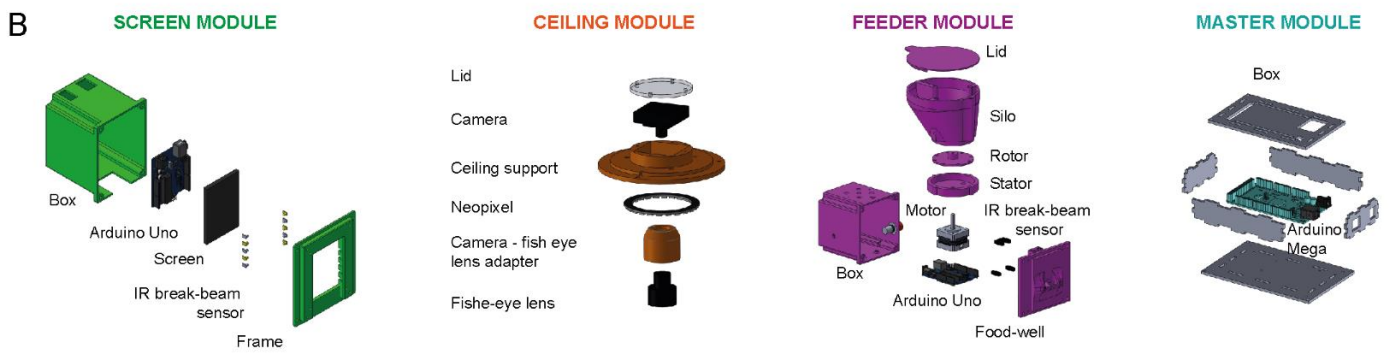 B
SCREEN MODULE
Box
Arduino Uno
Screen
IR break-beam
sensor
Frame
CEILING MODULE
Lid
Camera
Ceiling support
Neopixel
Camera - fish eye
lens adapter
Fishe-eye lens
FEEDER MODULE
Lid
Silo
Rotor
Stator
Motor
IR break-beam
sensor
Box
Arduino Uno
Food-well
MASTER MODULE
Box
Arduino
Mega